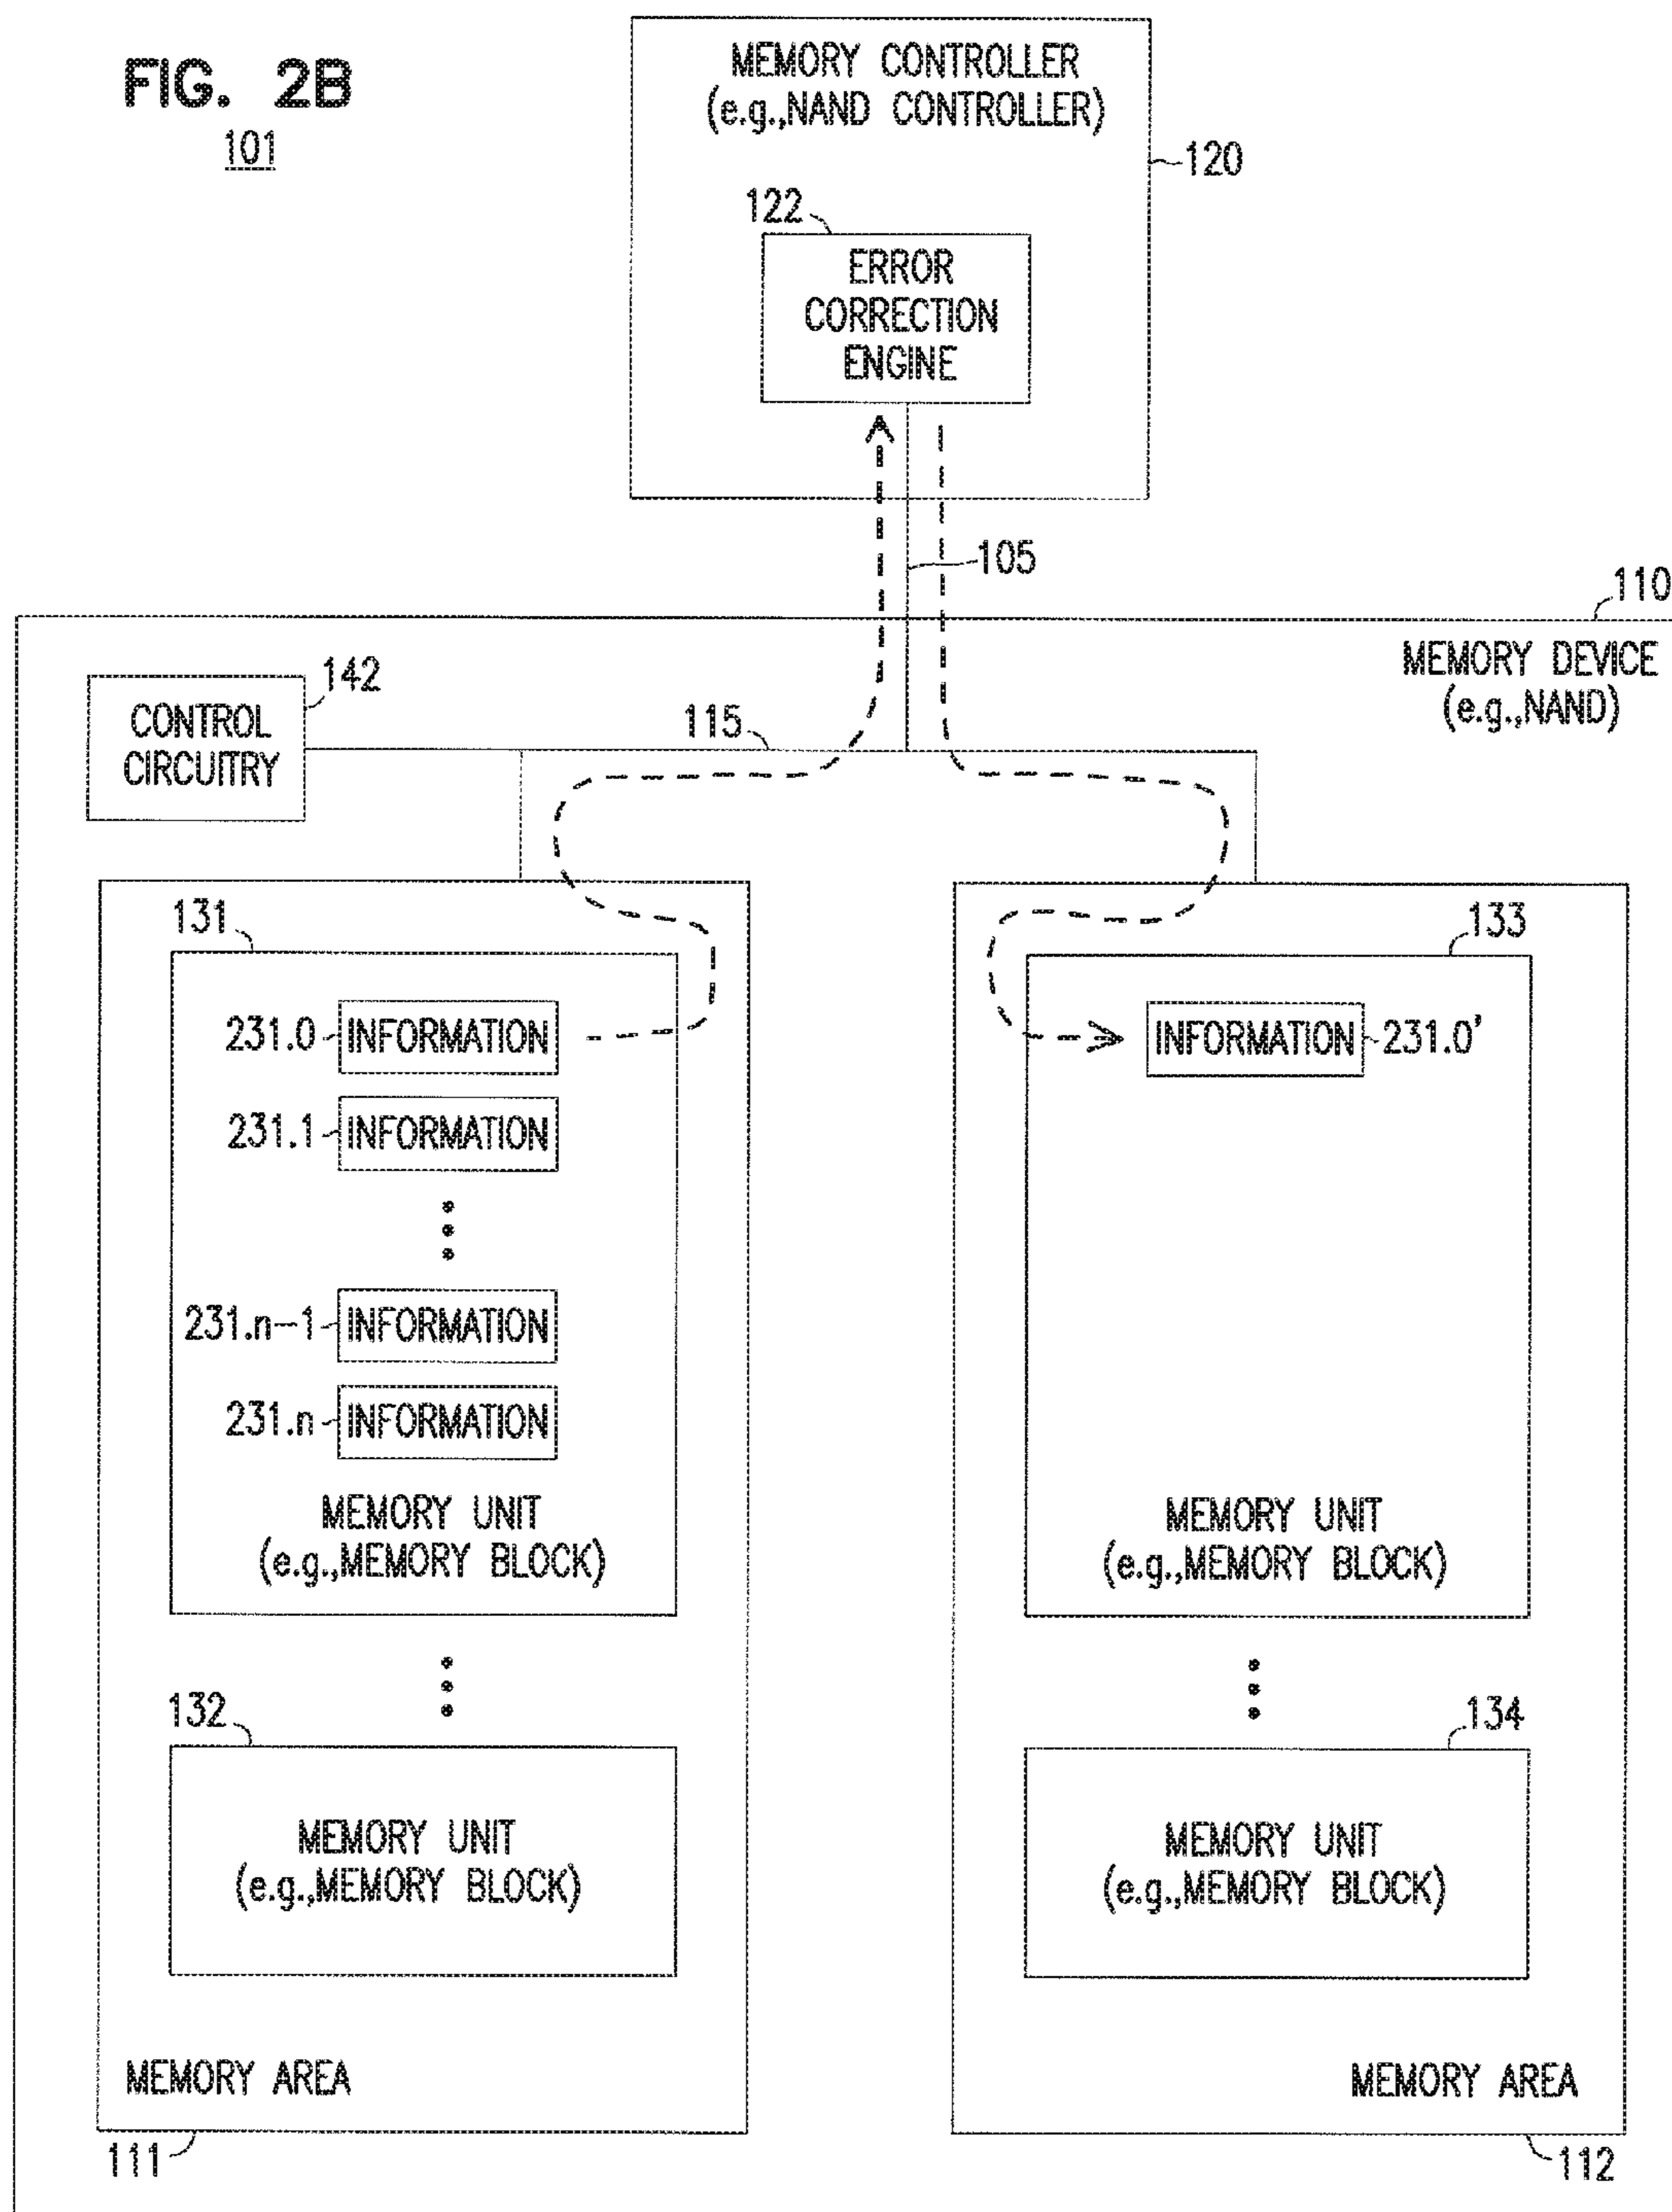 FIG. 2B
101
MEMORY CONTROLLER
(e.g.,NAND CONTROLLER)
120
122
ERROR
CORRECTION
ENGINE
105
110
MEMORY DEVICE
(e.g.,NAND)
142
CONTROL
CIRCUITRY
115
131
231.0 INFORMATION
231.1 INFORMATION
231.n-1 INFORMATION
231.n INFORMATION
MEMORY UNIT
(e.g.,MEMORY BLOCK)
132
MEMORY UNIT
(e.g.,MEMORY BLOCK)
MEMORY AREA
111
133
INFORMATION 231.0'
MEMORY UNIT
(e.g.,MEMORY BLOCK)
134
MEMORY UNIT
(e.g.,MEMORY BLOCK)
MEMORY AREA
112